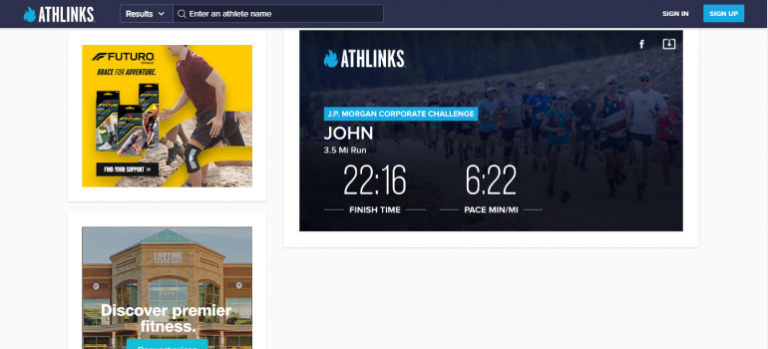 ATHLINKS
Results
Enter an athlete name
SIGN IN
SIGN UP
FUTURO
BRACE FOR ADVENTURE.
FIND YOUR SUPPORT
ATHLINKS
J.P. MORGAN CORPORATE CHALLENGE
JOHN
3.5 Mi Run
22:16
6:22
FINISH TIME
PACE MIN/MI
LIFETIME
Discover premier
fitness.